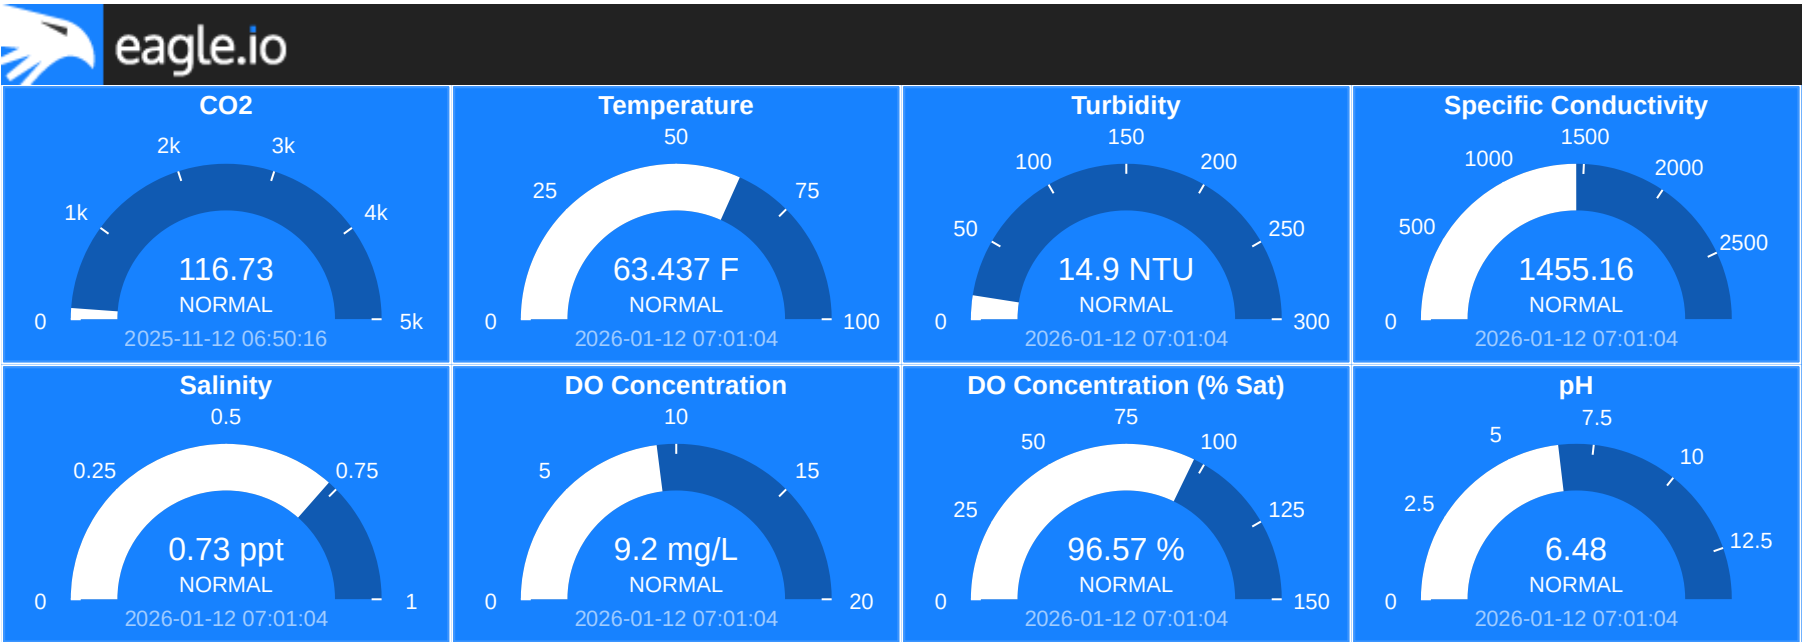 eagle.io
CO2
2k
3k
1k
4k
116.73
NORMAL
0
5k
2025-11-12 06:50:16
Temperature
50
25
75
63.437 F
NORMAL
0
100
2026-01-12 07:01:04
Turbidity
150
100
200
50
250
14.9 NTU
NORMAL
0
300
2026-01-12 07:01:04
Specific Conductivity
1500
1000
2000
500
2500
1455.16
NORMAL
0
2026-01-12 07:01:04
Salinity
0.5
0.25
0.75
0.73 ppt
NORMAL
0
1
2026-01-12 07:01:04
DO Concentration
10
5
15
9.2 mg/L
NORMAL
0
20
2026-01-12 07:01:04
DO Concentration (% Sat)
75
50
100
25
125
96.57 %
NORMAL
0
150
2026-01-12 07:01:04
pH
7.5
5
10
2.5
12.5
6.48
NORMAL
0
2026-01-12 07:01:04